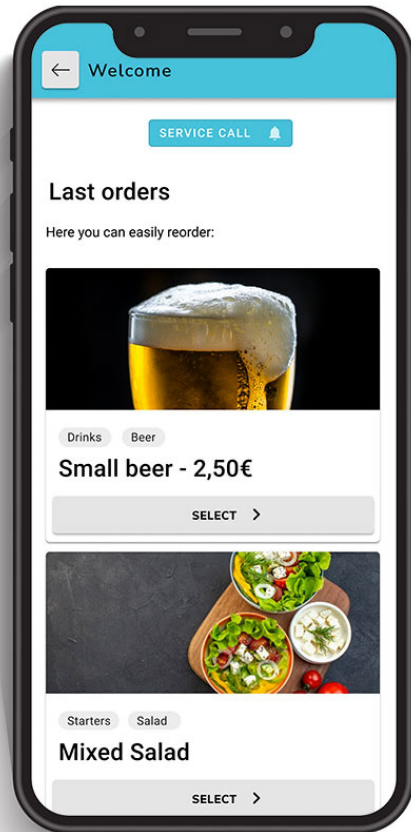 Welcome
SERVICE CALL
Last orders
Here you can easily reorder:
Drinks Beer
Small beer - 2,50€
SELECT
Starters Salad
Mixed Salad
SELECT